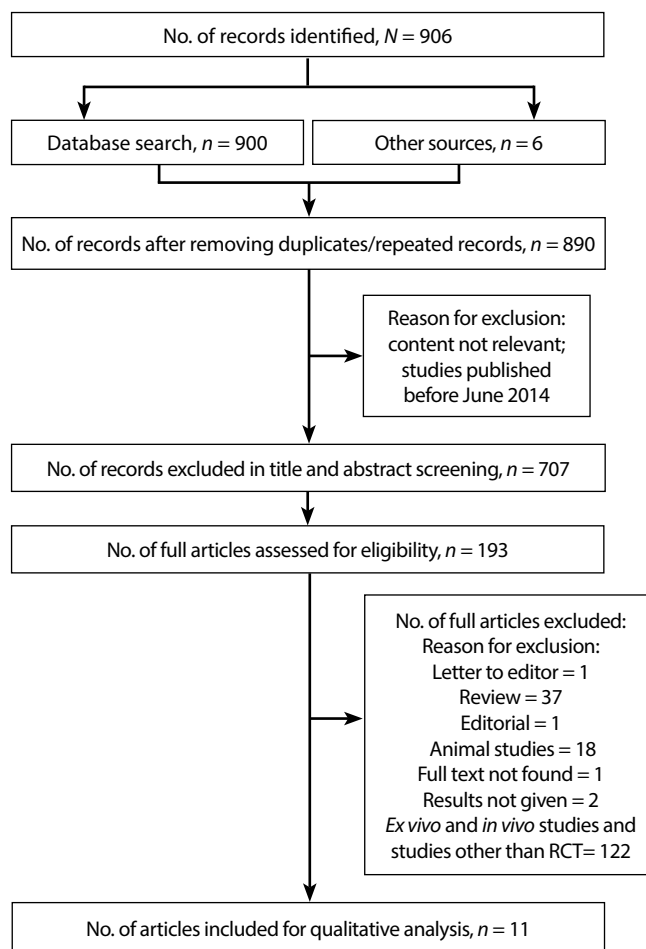 No. of records identified, N = 906
Database search, n = 900
Other sources, n = 6
No. of records after removing duplicates/repeated records, n = 890
Reason for exclusion:
content not relevant;
studies published
before June 2014
No. of records excluded in title and abstract screening, n = 707
No. of full articles assessed for eligibility, n = 193
No. of full articles excluded:
Reason for exclusion:
Letter to editor = 1
Review = 37
Editorial = 1
Animal studies = 18
Full text not found = 1
Results not given = 2
Ex vivo and in vivo studies and
studies other than RCT= 122
No. of articles included for qualitative analysis, n = 11